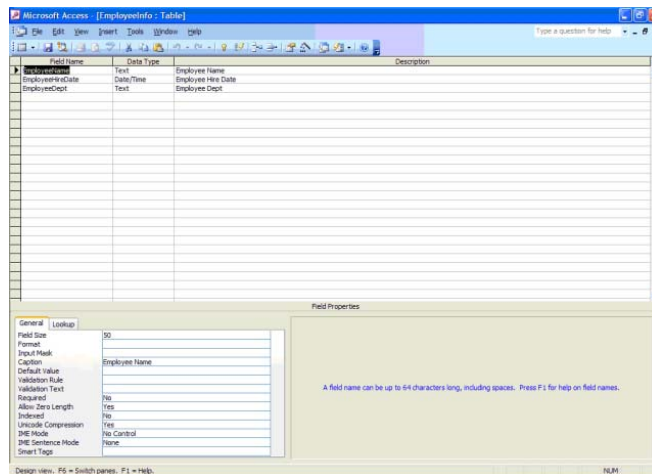 Microsoft Access - [EmployeeInfo : Table]
File Edit View Insert Tools Window Help Type a question for help
Field Name Data Type Description
EmployeeName Text Employee Name
EmployeeHireDate Date/Time Employee Hire Date
EmployeeDept Text Employee Dept
Field Properties
General Lookup
Field Size 50
Format
Input Mask
Caption Employee Name
Default Value
Validation Rule
Validation Text
Required No
Allow Zero Length Yes
Indexed No
Unicode Compression Yes
IME Mode No Control
IME Sentence Mode None
Smart Tags
A field name can be up to 64 characters long, including spaces. Press F1 for help on field names.
Design view. F6 = Switch panes. F1 = Help. NUM